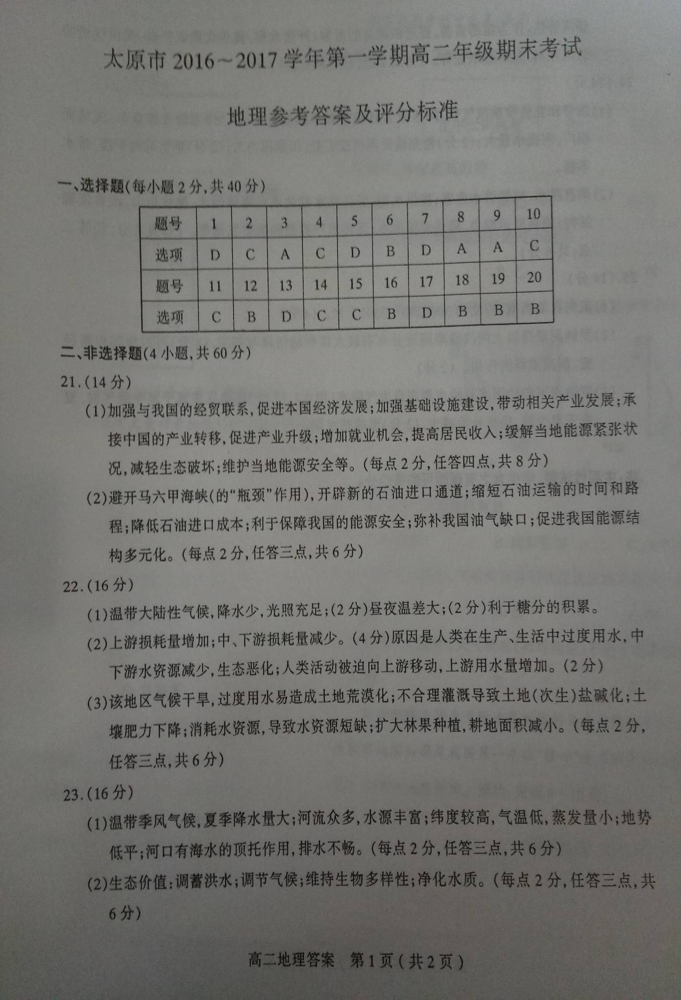 太原市2016～2017学年第一学期高二年级期末考试
地理参考答案及评分标准
一、选择题(每小题2分,共40分)
题号 1 2 3 4 5 6 7 8 9 10
选项 D C A C D B D A A C
题号 11 12 13 14 15 16 17 18 19 20
选项 C B D C C B D B B B
二、非选择题(4小题,共60分)
21.(14分)
(1)加强与我国的经贸联系,促进本国经济发展;加强基础设施建设,带动相关产业发展;承
接中国的产业转移,促进产业升级;增加就业机会,提高居民收入;缓解当地能源紧张状
况,减轻生态破坏;维护当地能源安全等。(每点2分,任答四点,共8分)
(2)避开马六甲海峡(的“瓶颈”作用),开辟新的石油进口通道;缩短石油运输的时间和路
程;降低石油进口成本;利于保障我国的能源安全;弥补我国油气缺口;促进我国能源结
构多元化。(每点2分,任答三点,共6分)
22.(16分)
(1)温带大陆性气候,降水少,光照充足;(2分)昼夜温差大;(2分)利于糖分的积累。
(2)上游损耗量增加;中、下游损耗量减少。(4分)原因是人类在生产、生活中过度用水,中
下游水资源减少,生态恶化;人类活动被迫向上游移动,上游用水量增加。(2分)
(3)该地区气候干旱,过度用水易造成土地荒漠化;不合理灌溉导致土地(次生)盐碱化;土
壤肥力下降;消耗水资源,导致水资源短缺;扩大林果种植,耕地面积减小。(每点2分,
任答三点,共6分)
23.(16分)
(1)温带季风气候,夏季降水量大;河流众多,水源丰富;纬度较高,气温低,蒸发量小;地势
低平;河口有海水的顶托作用,排水不畅。(每点2分,任答三点,共6分)
(2)生态价值:调蓄洪水;调节气候;维持生物多样性;净化水质。(每点2分,任答三点,共
6分)
高二地理答案 第1页(共2页)